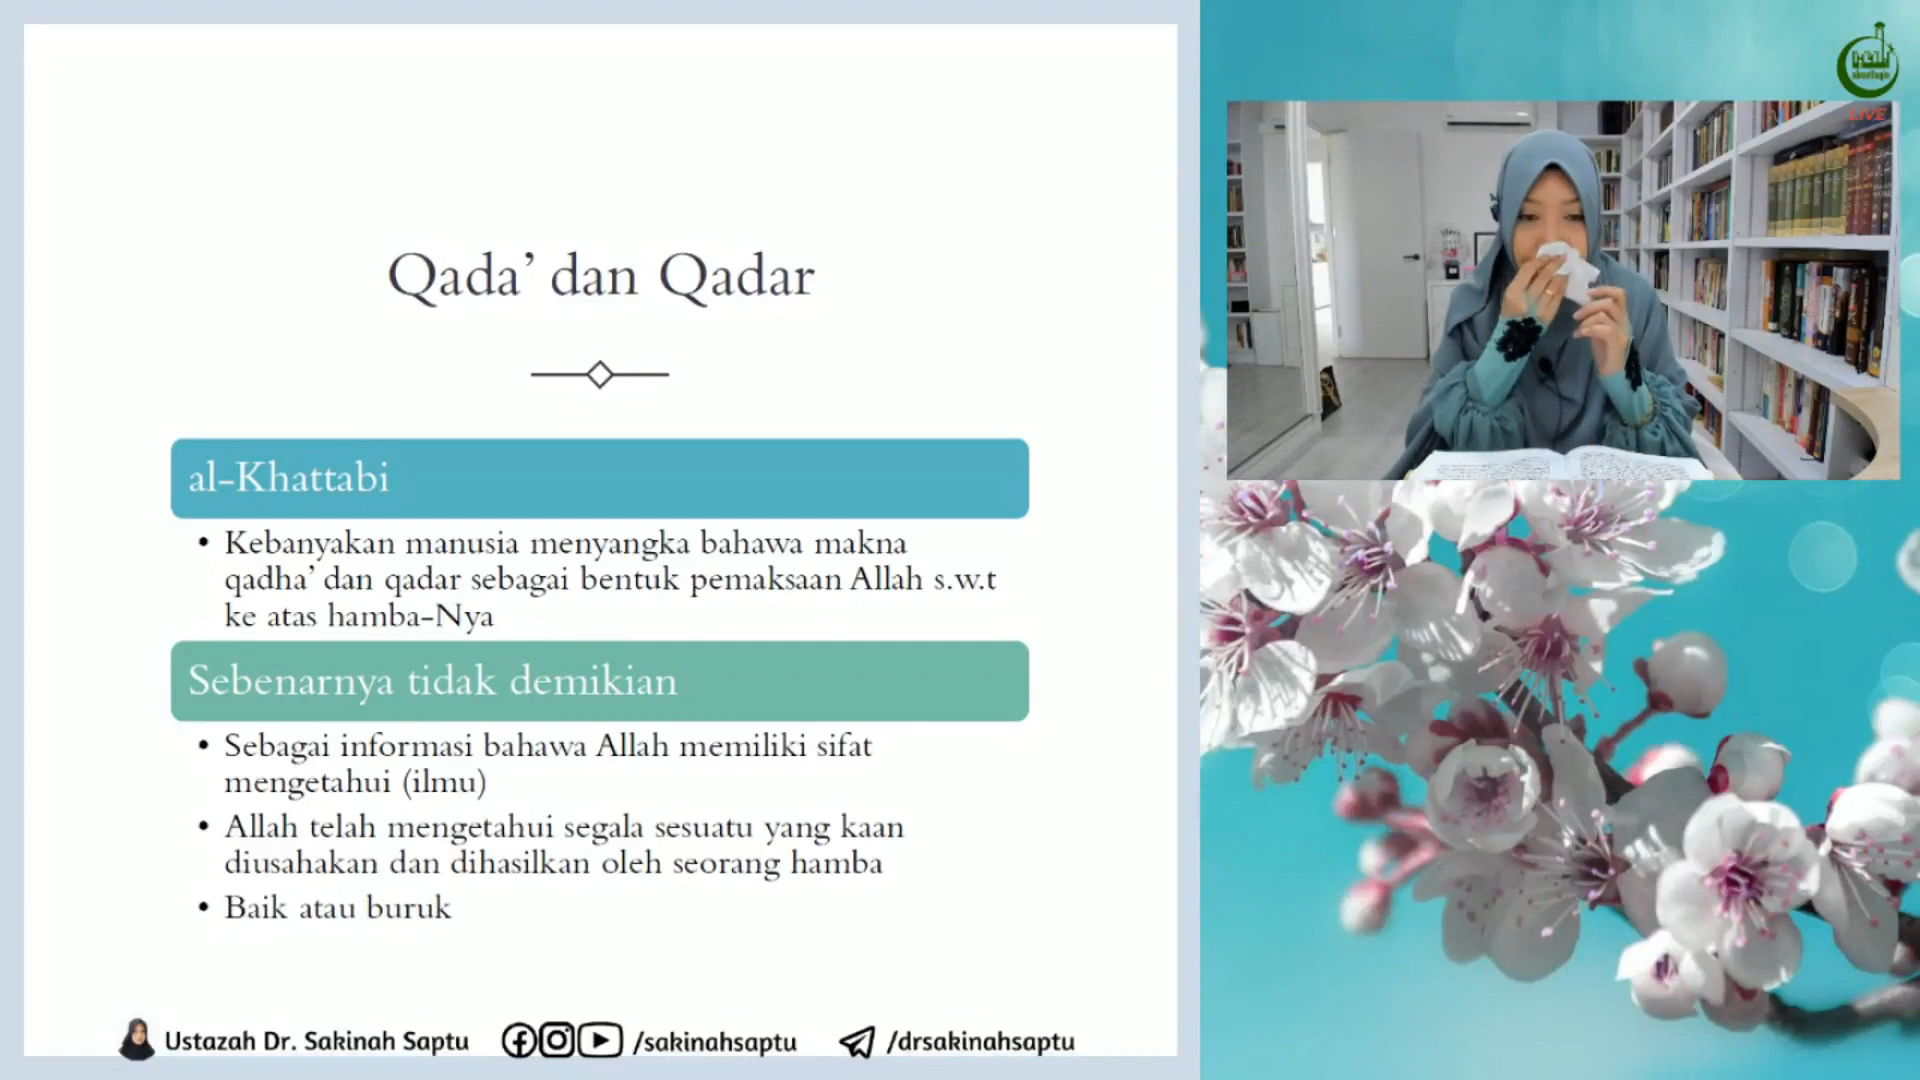 Qada’ dan Qadar
al-Khattabi
• Kebanyakan manusia menyangka bahawa makna
qadha’ dan qadar sebagai bentuk pemaksaan Allah s.w.t
ke atas hamba-Nya
Sebenarnya tidak demikian
• Sebagai informasi bahawa Allah memiliki sifat
mengetahui (ilmu)
• Allah telah mengetahui segala sesuatu yang kaan
diusahakan dan dihasilkan oleh seorang hamba
• Baik atau buruk
Ustazah Dr. Sakinah Saptu
/sakinahsaptu
/drsakinahsaptu
LIVE